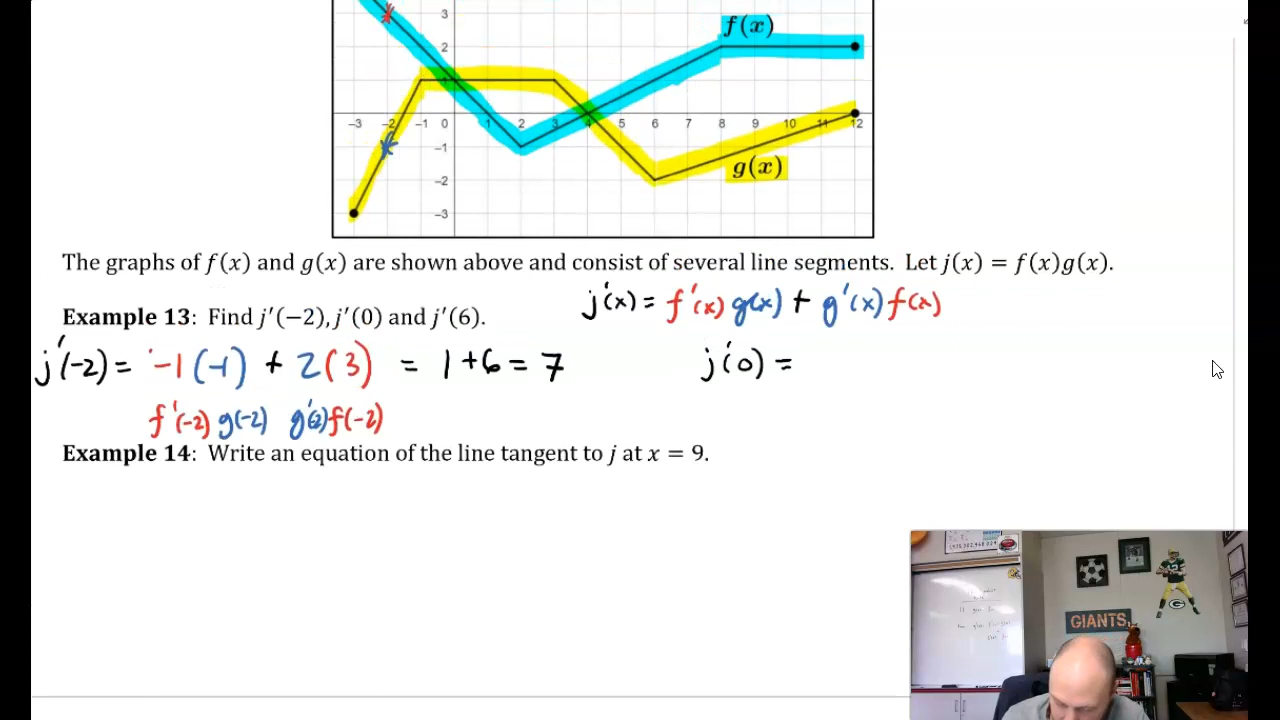 3
f(x)
2
1
-3 -2 -1 0 1 2 3 4 5 6 7 8 9 10 11 12
-1
g(x)
-2
-3
The graphs of f(x) and g(x) are shown above and consist of several line segments. Let j(x) = f(x)g(x).
j'(x) = f'(x) g(x) + g'(x) f(x)
Example 13: Find j'(−2), j'(0) and j'(6).
j'(-2) = -1 (-1) + 2 (3) = 1 + 6 = 7 j'(0) =
f'(-2) g(-2) g'(-2) f(-2)
Example 14: Write an equation of the line tangent to j at x = 9.
GIANTS
G